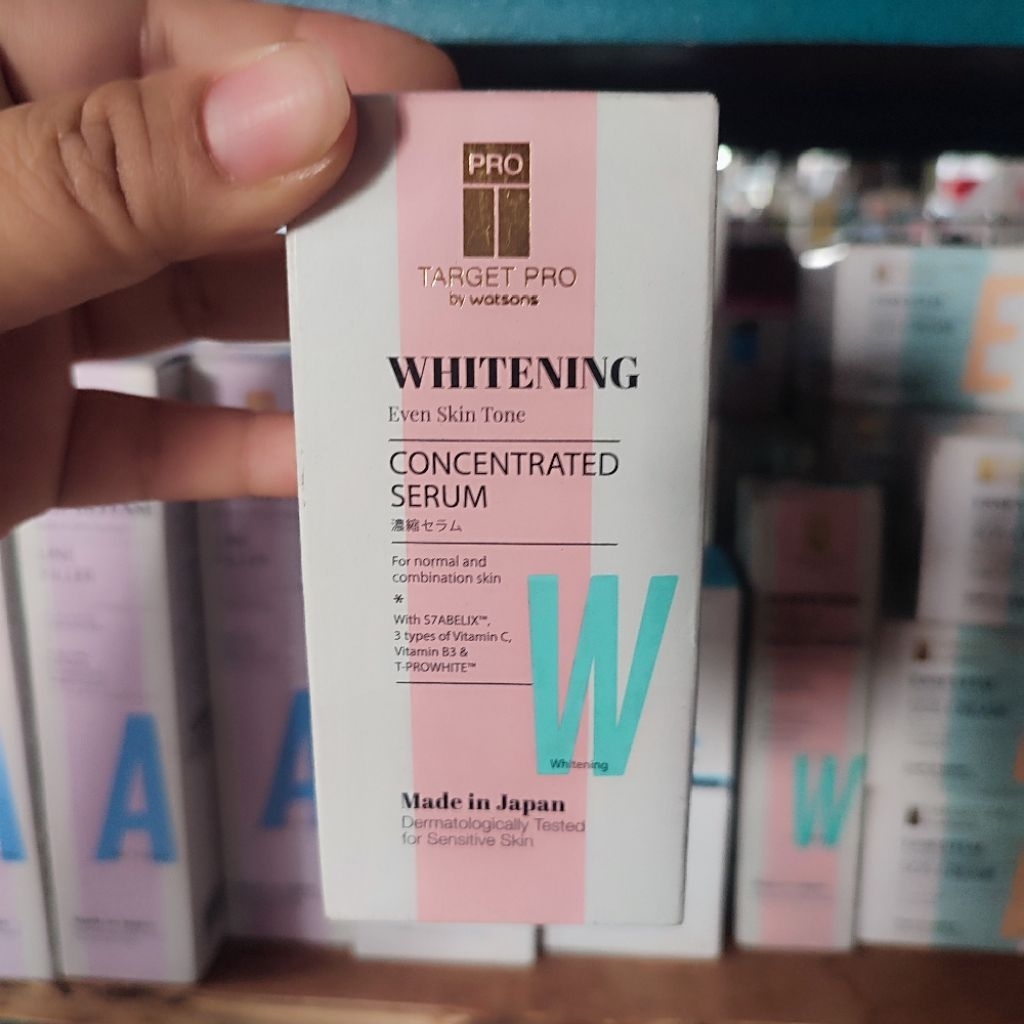 PRO
T
TARGET PRO
by watsons
WHITENING
Even Skin Tone
CONCENTRATED
SERUM
濃縮セラム
For normal and
combination skin
*
With S7ABELIX™,
3 types of Vitamin C,
Vitamin B3 &
T-PROWHITE™
W
Whitening
Made in Japan
Dermatologically Tested
for Sensitive Skin
A
A
W
E